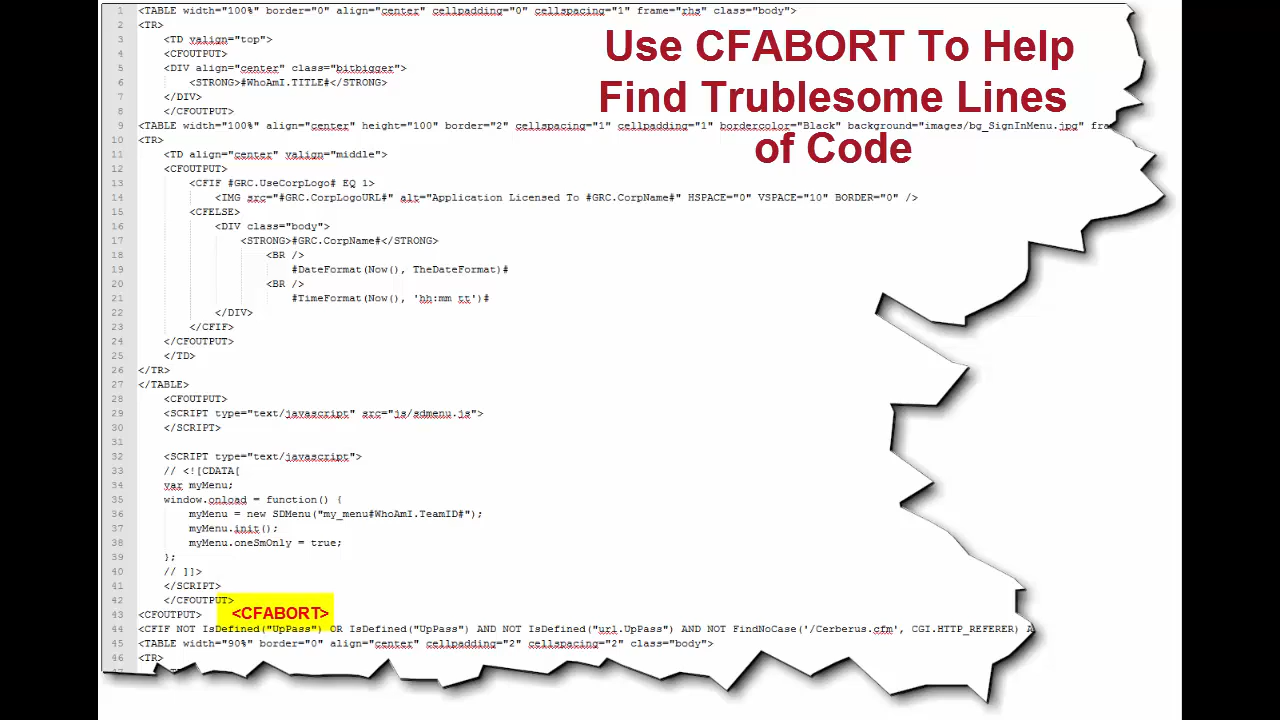 Use CFABORT To Help
Find Trublesome Lines
of Code
1 <TABLE width="100%" border="0" align="center" cellpadding="0" cellspacing="1" frame="rhs" class="body">
2 <TR>
3 <TD valign="top">
4 <CFOUTPUT>
5 <DIV align="center" class="bitbigger">
6 <STRONG>#WhoAmI.TITLE#</STRONG>
7 </DIV>
8 </CFOUTPUT>
9 <TABLE width="100%" align="center" height="100" border="2" cellspacing="1" cellpadding="1" bordercolor="Black" background="images/bg_SignInMenu.jpg"
10 <TR>
11 <TD align="center" valign="middle">
12 <CFOUTPUT>
13 <CFIF #GRC.UseCorpLogo# EQ 1>
14 <IMG src="#GRC.CorpLogoURL#" alt="Application Licensed To #GRC.CorpName#" HSPACE="0" VSPACE="10" BORDER="0" />
15 <CFELSE>
16 <DIV class="body">
17 <STRONG>#GRC.CorpName#</STRONG>
18 <BR />
19 #DateFormat(Now(), TheDateFormat)#
20 <BR />
21 #TimeFormat(Now(), 'hh:mm tt')#
22 </DIV>
23 </CFIF>
24 </CFOUTPUT>
25 </TD>
26 </TR>
27 </TABLE>
28 <CFOUTPUT>
29 <SCRIPT type="text/javascript" src="js/sdmenu.js">
30 </SCRIPT>
31
32 <SCRIPT type="text/javascript">
33 // <![CDATA[
34 var myMenu;
35 window.onload = function() {
36 myMenu = new SDMenu("my_menu#WhoAmI.TeamID#");
37 myMenu.init();
38 myMenu.oneSmOnly = true;
39 };
40 // ]]>
41 </SCRIPT>
42 </CFOUTPUT>
43 <CFOUTPUT> <CFABORT>
44 <CFIF NOT IsDefined("UpPass") OR IsDefined("UpPass") AND NOT IsDefined("url.UpPass") AND NOT FindNoCase('/Cerberus.cfm', CGI.HTTP_REFERER)
45 <TABLE width="90%" border="0" align="center" cellpadding="2" cellspacing="2" class="body">
46 <TR>